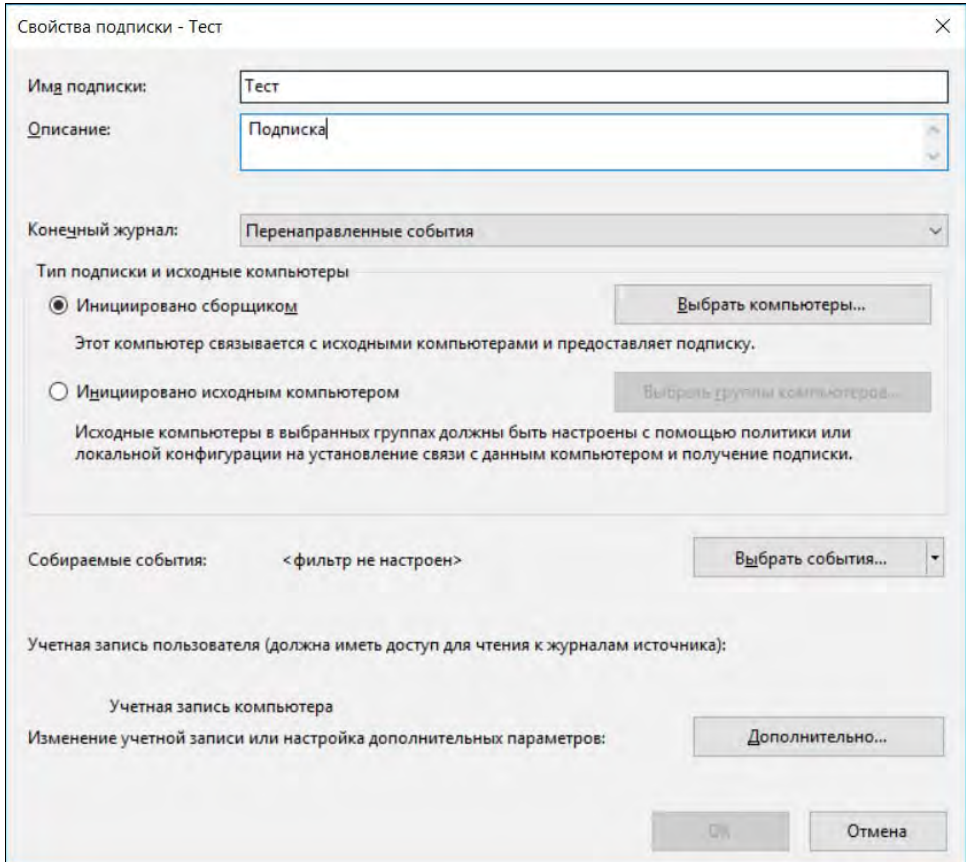 Свойства подписки - Тест
Имя подписки: Тест
Описание: Подписка
Конечный журнал: Перенаправленные события
Тип подписки и исходные компьютеры
Инициировано сборщиком Выбрать компьютеры...
Этот компьютер связывается с исходными компьютерами и предоставляет подписку.
Инициировано исходным компьютером Выбрать группы компьютеров...
Исходные компьютеры в выбранных группах должны быть настроены с помощью политики или
локальной конфигурации на установление связи с данным компьютером и получение подписки.
Собираемые события: <фильтр не настроен> Выбрать события...
Учетная запись пользователя (должна иметь доступ для чтения к журналам источника):
Учетная запись компьютера
Изменение учетной записи или настройка дополнительных параметров: Дополнительно...
ОК Отмена